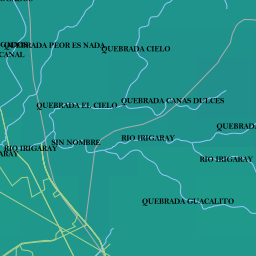 QUEBRADA PEOR ES NADA
QUEBRADA CIELO
CANAL
QUEBRADA EL CIELO
QUEBRADA CANAS DULCES
QUEBRADA
RIO IRIGARAY
SIN NOMBRE
RIO IRIGARAY
RIO IRIGARAY
QUEBRADA GUACALITO